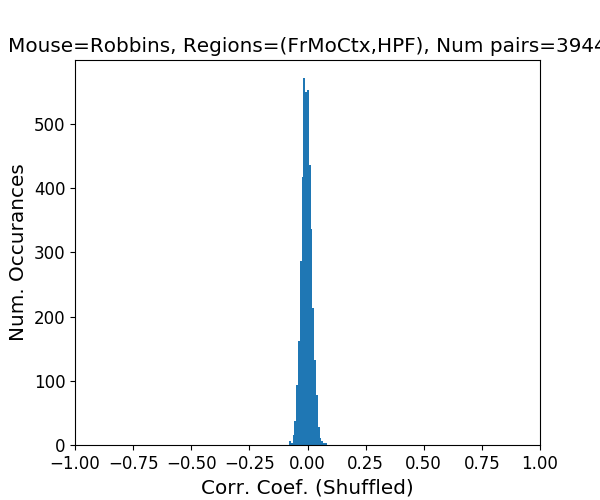 Mouse=Robbins, Regions=(FrMoCtx,HPF), Num pairs=3944
Num. Occurances
500
400
300
200
100
0
−1.00 −0.75 −0.50 −0.25 0.00 0.25 0.50 0.75 1.00
Corr. Coef. (Shuffled)